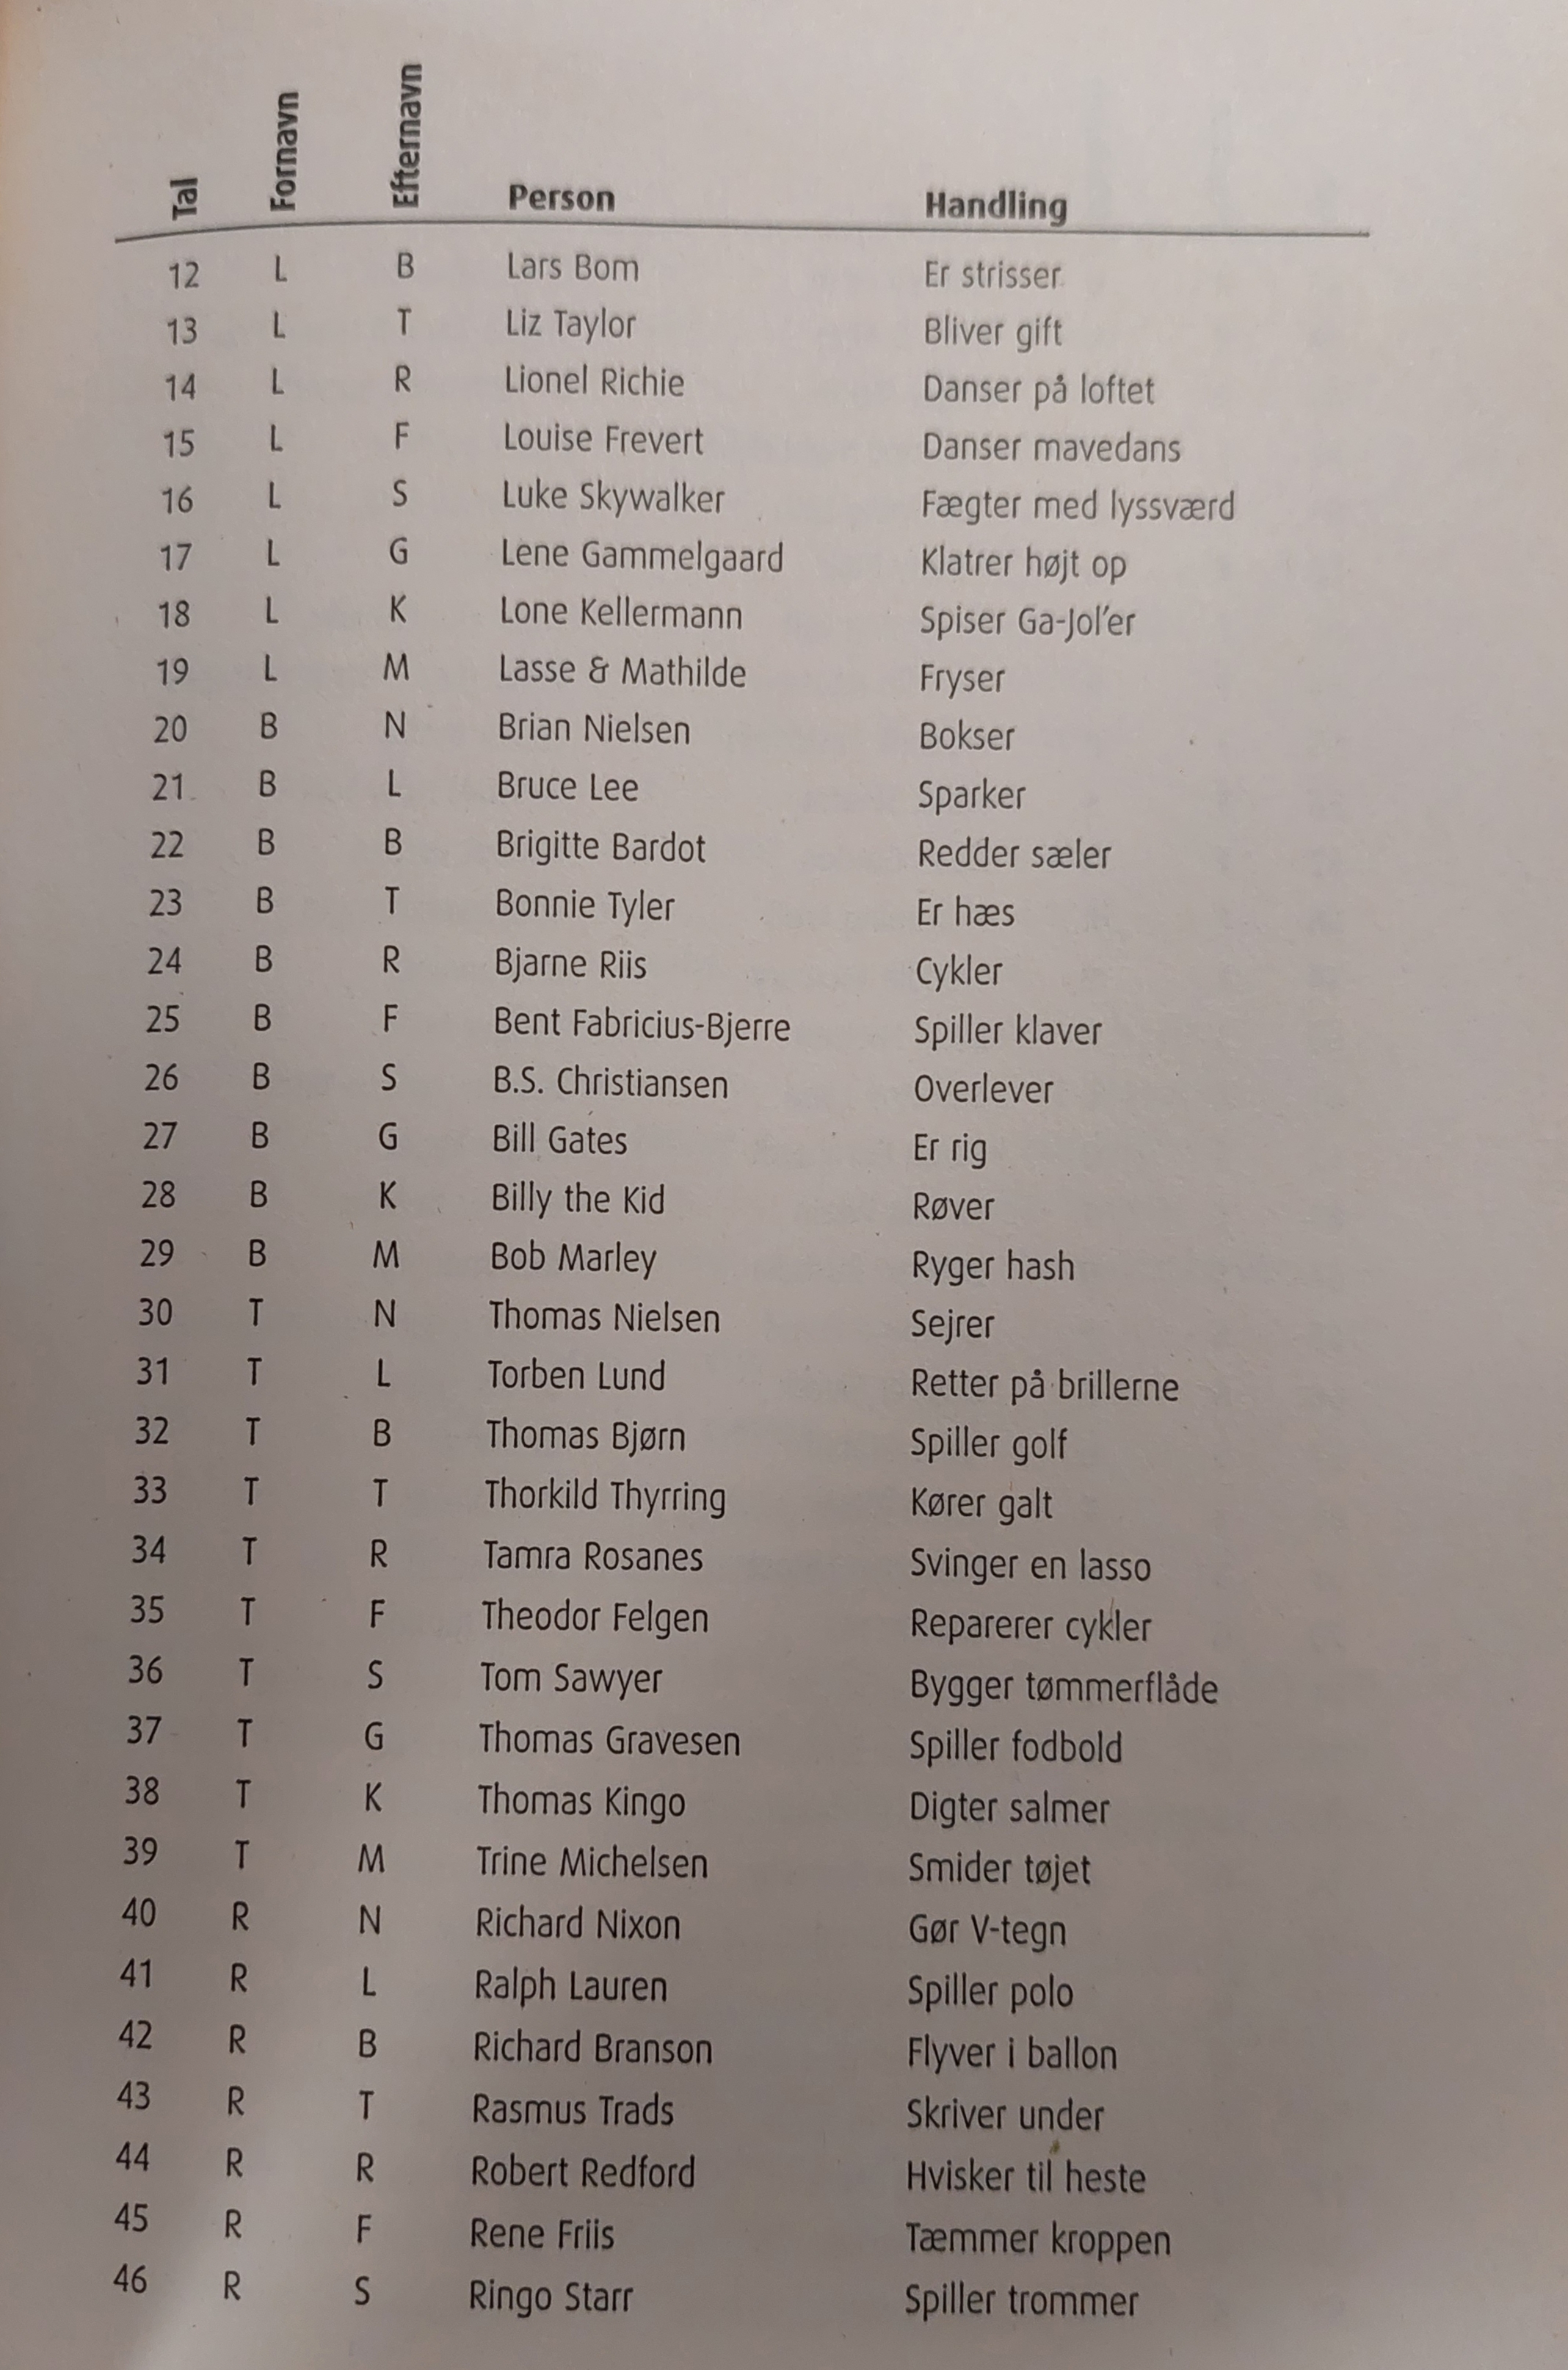 Tal Fornavn Efternavn Person Handling
12 L B Lars Bom Er strisser
13 L T Liz Taylor Bliver gift
14 L R Lionel Richie Danser på loftet
15 L F Louise Frevert Danser mavedans
16 L S Luke Skywalker Fægter med lyssværd
17 L G Lene Gammelgaard Klatrer højt op
18 L K Lone Kellermann Spiser Ga-Jol'er
19 L M Lasse & Mathilde Fryser
20 B N Brian Nielsen Bokser
21 B L Bruce Lee Sparker
22 B B Brigitte Bardot Redder sæler
23 B T Bonnie Tyler Er hæs
24 B R Bjarne Riis Cykler
25 B F Bent Fabricius-Bjerre Spiller klaver
26 B S B.S. Christiansen Overlever
27 B G Bill Gates Er rig
28 B K Billy the Kid Røver
29 B M Bob Marley Ryger hash
30 T N Thomas Nielsen Sejrer
31 T L Torben Lund Retter på brillerne
32 T B Thomas Bjørn Spiller golf
33 T T Thorkild Thyrring Kører galt
34 T R Tamra Rosanes Svinger en lasso
35 T F Theodor Felgen Reparerer cykler
36 T S Tom Sawyer Bygger tømmerflåde
37 T G Thomas Gravesen Spiller fodbold
38 T K Thomas Kingo Digter salmer
39 T M Trine Michelsen Smider tøjet
40 R N Richard Nixon Gør V-tegn
41 R L Ralph Lauren Spiller polo
42 R B Richard Branson Flyver i ballon
43 R T Rasmus Trads Skriver under
44 R R Robert Redford Hvisker til heste
45 R F Rene Friis Tæmmer kroppen
46 R S Ringo Starr Spiller trommer